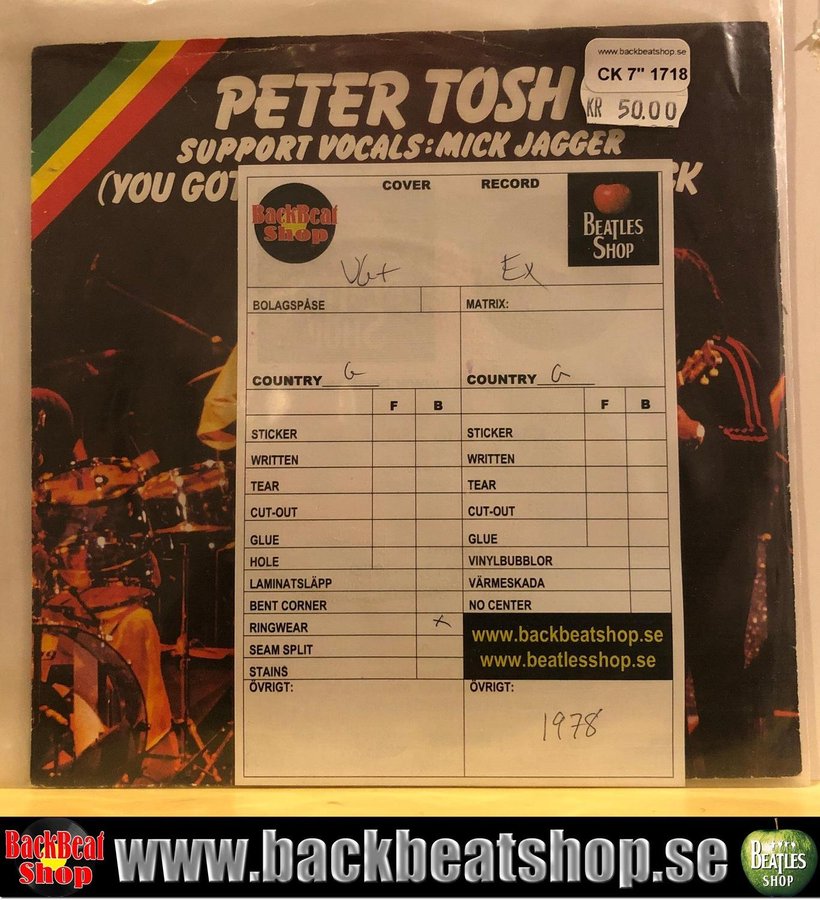 www.backbeatshop.se
CK 7" 1718
KR 50.00
PETER TOSH
SUPPORT VOCALS: MICK JAGGER
(YOU GOT
CK
COVER RECORD
BackBeat
Shop
BEATLES
SHOP
VG+ Ex
BOLAGSPÅSE MATRIX:
COUNTRY G COUNTRY G
F B F B
STICKER STICKER
WRITTEN WRITTEN
TEAR TEAR
CUT-OUT CUT-OUT
GLUE GLUE
HOLE VINYLBUBBLOR
LAMINATSLÄPP VÄRMESKADA
BENT CORNER NO CENTER
RINGWEAR x
www.backbeatshop.se
SEAM SPLIT
www.beatlesshop.se
STAINS
ÖVRIGT: ÖVRIGT:
1978
BackBeat
Shop
www.backbeatshop.se
BEATLES
SHOP